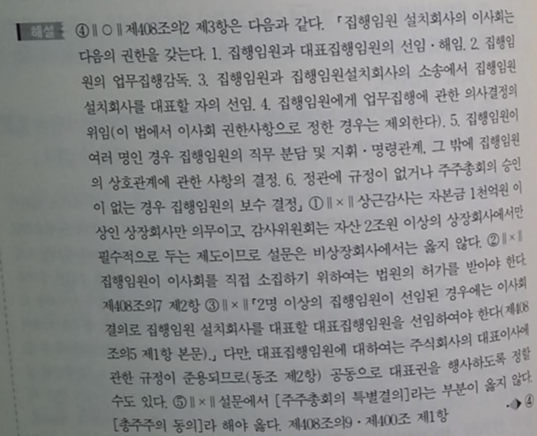 해설 ④∥○∥제408조의2 제3항은 다음과 같다. 「집행임원 설치회사의 이사회는
다음의 권한을 갖는다. 1. 집행임원과 대표집행임원의 선임·해임. 2. 집행임
원의 업무집행감독. 3. 집행임원과 집행임원설치회사의 소송에서 집행임원
설치회사를 대표할 자의 선임. 4. 집행임원에게 업무집행에 관한 의사결정의
위임(이 법에서 이사회 권한사항으로 정한 경우는 제외한다). 5. 집행임원이
여러 명인 경우 집행임원의 직무 분담 및 지휘·명령관계, 그 밖에 집행임원
의 상호관계에 관한 사항의 결정. 6. 정관에 규정이 없거나 주주총회의 승인
이 없는 경우 집행임원의 보수 결정」 ①∥×∥상근감사는 자본금 1천억원 이
상인 상장회사만 의무이고, 감사위원회는 자산 2조원 이상의 상장회사에서만
필수적으로 두는 제도이므로 설문은 비상장회사에서는 옳지 않다. ②∥×∥
집행임원이 이사회를 직접 소집하기 위하여는 법원의 허가를 받아야 한다.
제408조의7 제2항 ③∥×∥「2명 이상의 집행임원이 선임된 경우에는 이사회
결의로 집행임원 설치회사를 대표할 대표집행임원을 선임하여야 한다(제408
조의5 제1항 본문).」 다만, 대표집행임원에 대하여는 주식회사의 대표이사에
관한 규정이 준용되므로(동조 제2항) 공동으로 대표권을 행사하도록 정할
수도 있다. ⑤∥×∥설문에서 [주주총회의 특별결의]라는 부분이 옳지 않다.
[총주주의 동의]라 해야 옳다. 제408조의9·제400조 제1항 ④